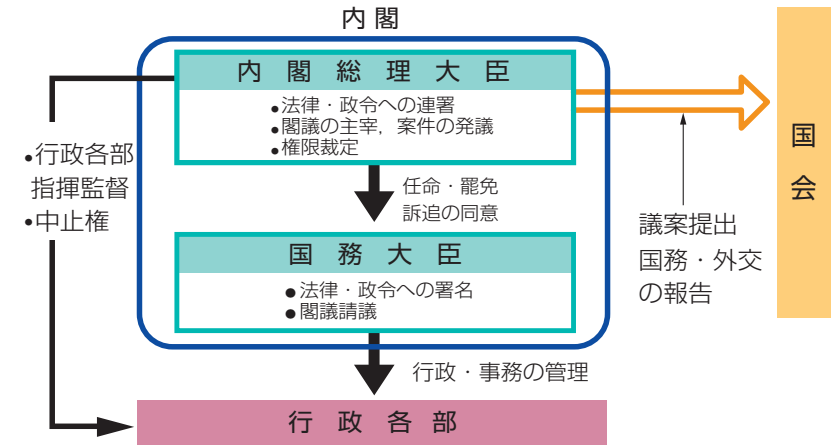 内閣
内閣総理大臣
●法律・政令への連署
●閣議の主宰，案件の発議
●権限裁定
任命・罷免
訴追の同意
国務大臣
●法律・政令への署名
●閣議請議
行政・事務の管理
行政各部
●行政各部
指揮監督
●中止権
議案提出
国務・外交
の報告
国会